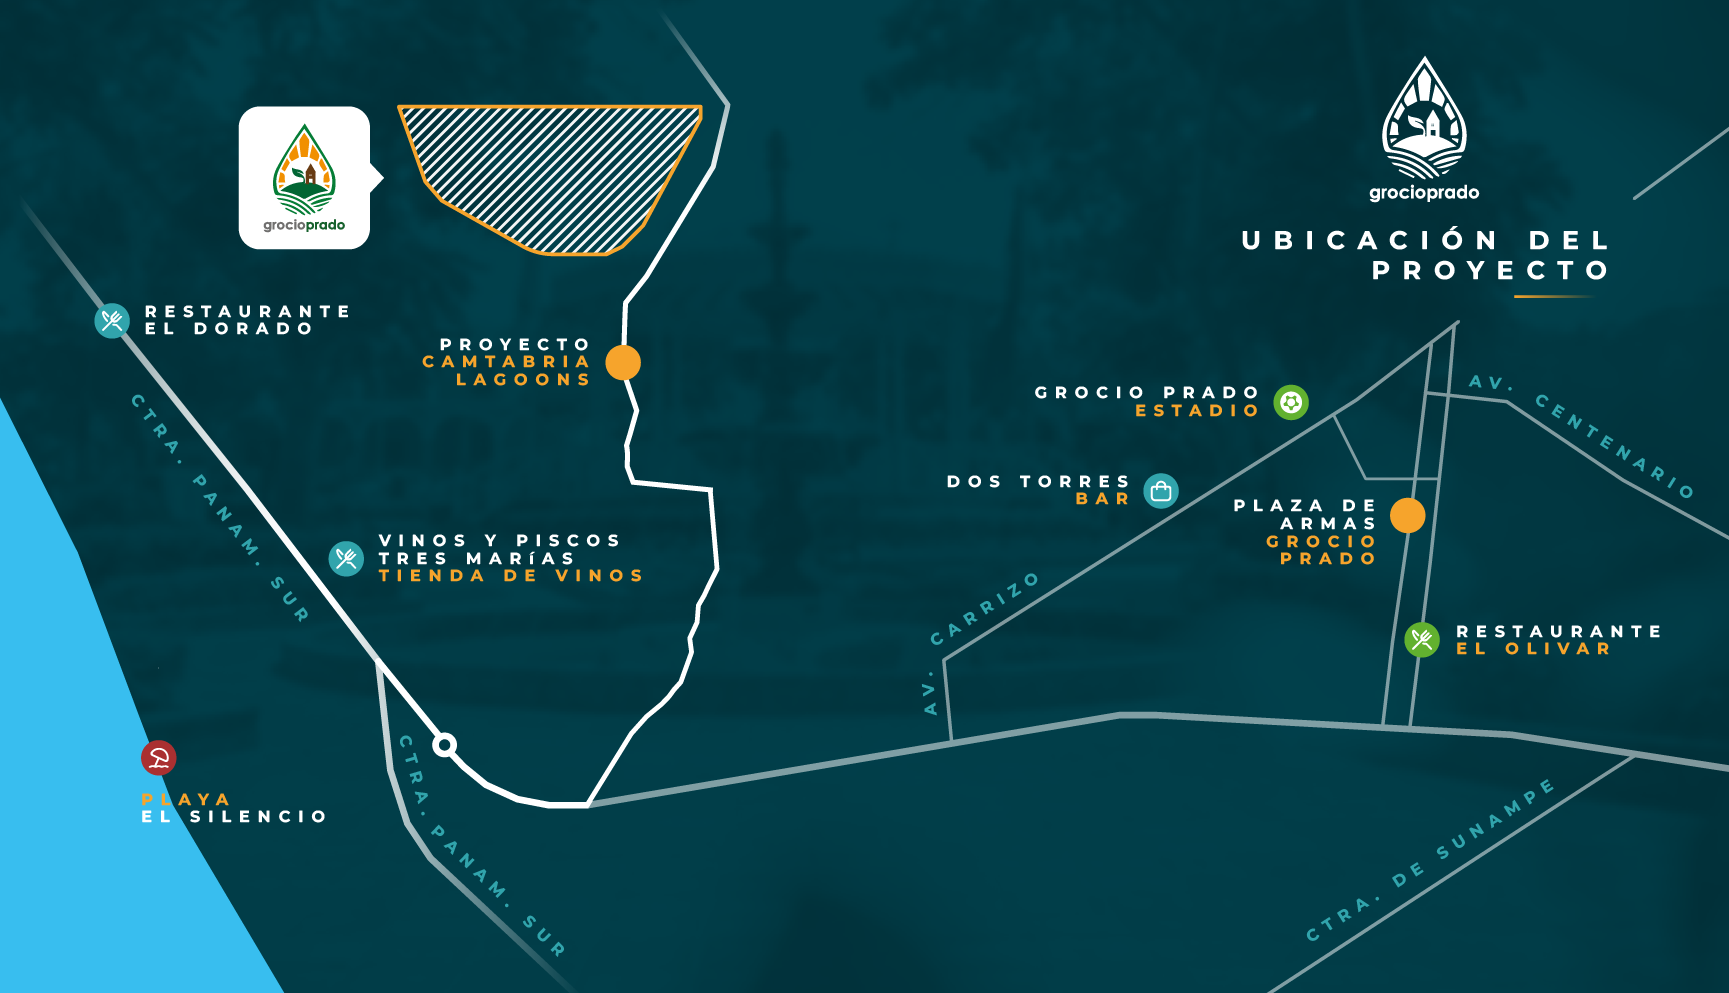 grocioprado
UBICACIÓN DEL
PROYECTO
grocioprado
RESTAURANTE
EL DORADO
PROYECTO
CAMTABRIA
LAGOONS
CTRA. PANAM. SUR
VINOS Y PISCOS
TRES MARíAS
TIENDA DE VINOS
GROCIO PRADO
ESTADIO
AV. CENTENARIO
DOS TORRES
BAR
PLAZA DE
ARMAS
GROCIO
PRADO
AV. CARRIZO
RESTAURANTE
EL OLIVAR
PLAYA
EL SILENCIO
CTRA. PANAM. SUR
CTRA. DE SUNAMPE